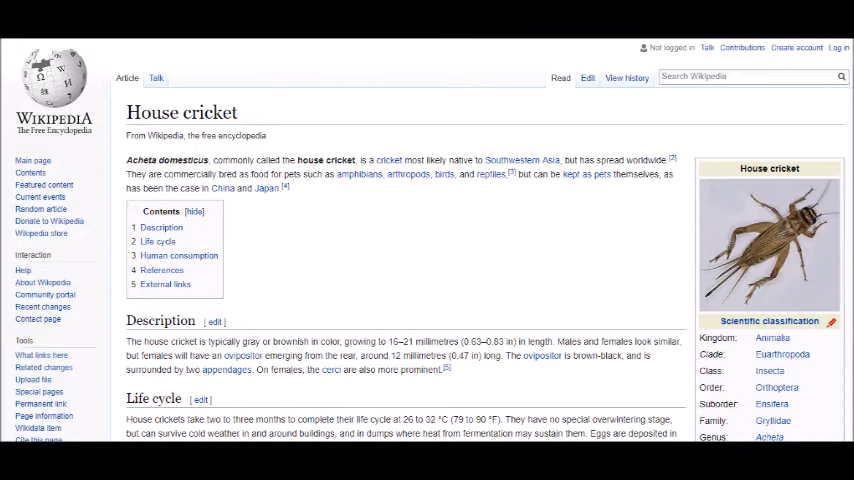 Not logged in Talk Contributions Create account Log in
Article Talk Read Edit View history Search Wikipedia
WIKIPEDIA
The Free Encyclopedia
Main page
Contents
Featured content
Current events
Random article
Donate to Wikipedia
Wikipedia store
Interaction
Help
About Wikipedia
Community portal
Recent changes
Contact page
Tools
What links here
Related changes
Upload file
Special pages
Permanent link
Page information
Wikidata item
Cite this page
House cricket
From Wikipedia, the free encyclopedia
Acheta domesticus, commonly called the house cricket, is a cricket most likely native to Southwestern Asia, but has spread worldwide.[2]
They are commercially bred as food for pets such as amphibians, arthropods, birds, and reptiles,[3] but can be kept as pets themselves, as
has been the case in China and Japan.[4]
Contents [hide]
1 Description
2 Life cycle
3 Human consumption
4 References
5 External links
Description [ edit ]
The house cricket is typically gray or brownish in color, growing to 16–21 millimetres (0.63–0.83 in) in length. Males and females look similar,
but females will have an ovipositor emerging from the rear, around 12 millimetres (0.47 in) long. The ovipositor is brown-black, and is
surrounded by two appendages. On females, the cerci are also more prominent.[5]
Life cycle [ edit ]
House crickets take two to three months to complete their life cycle at 26 to 32 °C (79 to 90 °F). They have no special overwintering stage,
but can survive cold weather in and around buildings, and in dumps where heat from fermentation may sustain them. Eggs are deposited in
House cricket
Scientific classification
Kingdom: Animalia
Clade: Euarthropoda
Class: Insecta
Order: Orthoptera
Suborder: Ensifera
Family: Gryllidae
Genus: Acheta